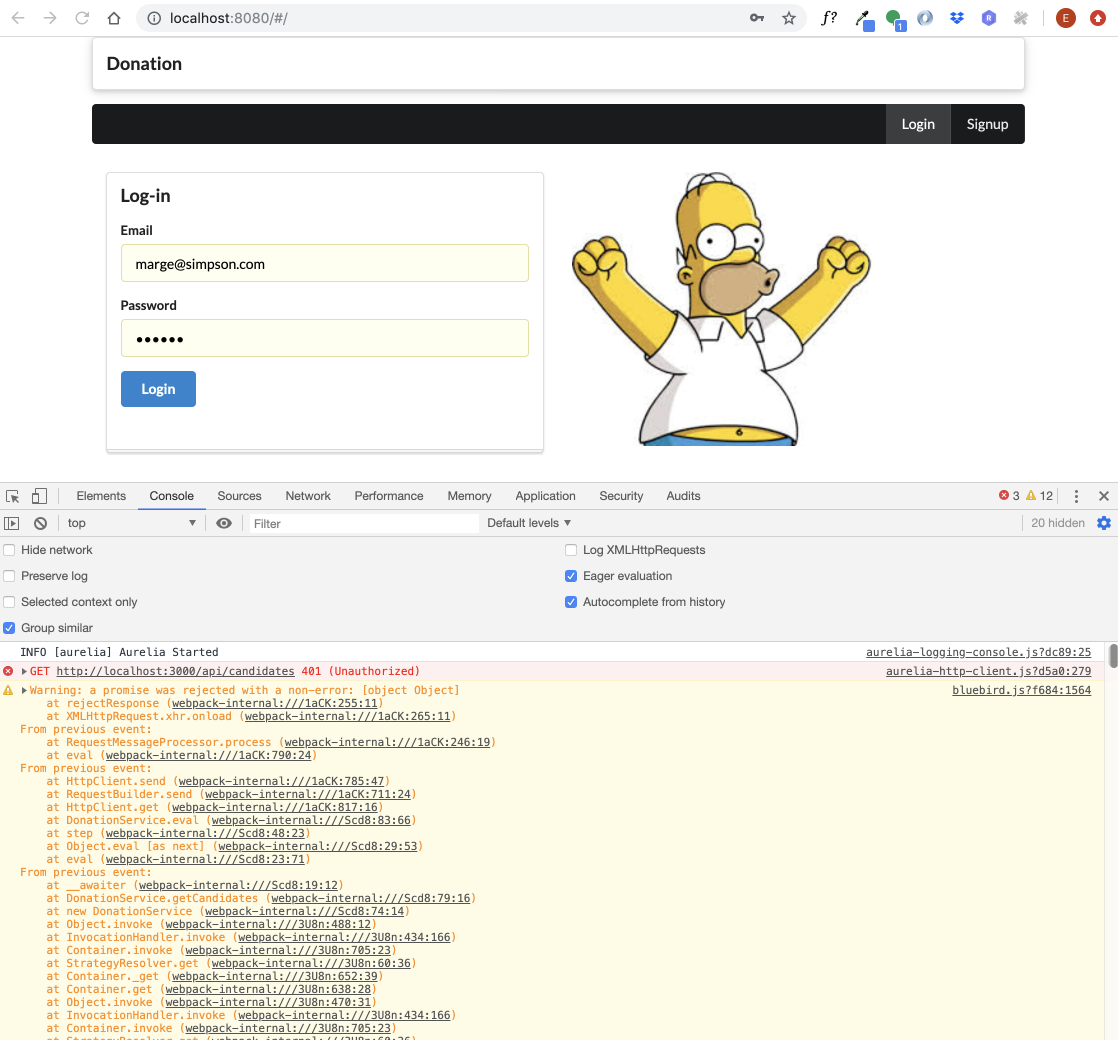 localhost:8080/#/
f?
1
E
Donation
Login
Signup
Log-in
Email
marge@simpson.com
Password
••••••
Login
Elements Console Sources Network Performance Memory Application Security Audits
3 12
top
Filter
Default levels ▼
20 hidden
Hide network
Log XMLHttpRequests
Preserve log
Eager evaluation
Selected context only
Autocomplete from history
Group similar
INFO [aurelia] Aurelia Started aurelia-logging-console.js?dc89:25
GET http://localhost:3000/api/candidates 401 (Unauthorized) aurelia-http-client.js?d5a0:279
Warning: a promise was rejected with a non-error: [object Object] bluebird.js?f684:1564
at rejectResponse (webpack-internal:///1aCK:255:11)
at XMLHttpRequest.xhr.onload (webpack-internal:///1aCK:265:11)
From previous event:
at RequestMessageProcessor.process (webpack-internal:///1aCK:246:19)
at eval (webpack-internal:///1aCK:790:24)
From previous event:
at HttpClient.send (webpack-internal:///1aCK:785:47)
at RequestBuilder.send (webpack-internal:///1aCK:711:24)
at HttpClient.get (webpack-internal:///1aCK:817:16)
at DonationService.eval (webpack-internal:///Scd8:83:66)
at step (webpack-internal:///Scd8:48:23)
at Object.eval [as next] (webpack-internal:///Scd8:29:53)
at eval (webpack-internal:///Scd8:23:71)
From previous event:
at __awaiter (webpack-internal:///Scd8:19:12)
at DonationService.getCandidates (webpack-internal:///Scd8:79:16)
at new DonationService (webpack-internal:///Scd8:74:14)
at Object.invoke (webpack-internal:///3U8n:488:12)
at InvocationHandler.invoke (webpack-internal:///3U8n:434:166)
at Container.invoke (webpack-internal:///3U8n:705:23)
at StrategyResolver.get (webpack-internal:///3U8n:60:36)
at Container._get (webpack-internal:///3U8n:652:39)
at Container.get (webpack-internal:///3U8n:638:28)
at Object.invoke (webpack-internal:///3U8n:470:31)
at InvocationHandler.invoke (webpack-internal:///3U8n:434:166)
at Container.invoke (webpack-internal:///3U8n:705:23)
at StrategyResolver.get (webpack-internal:///3U8n:60:36)